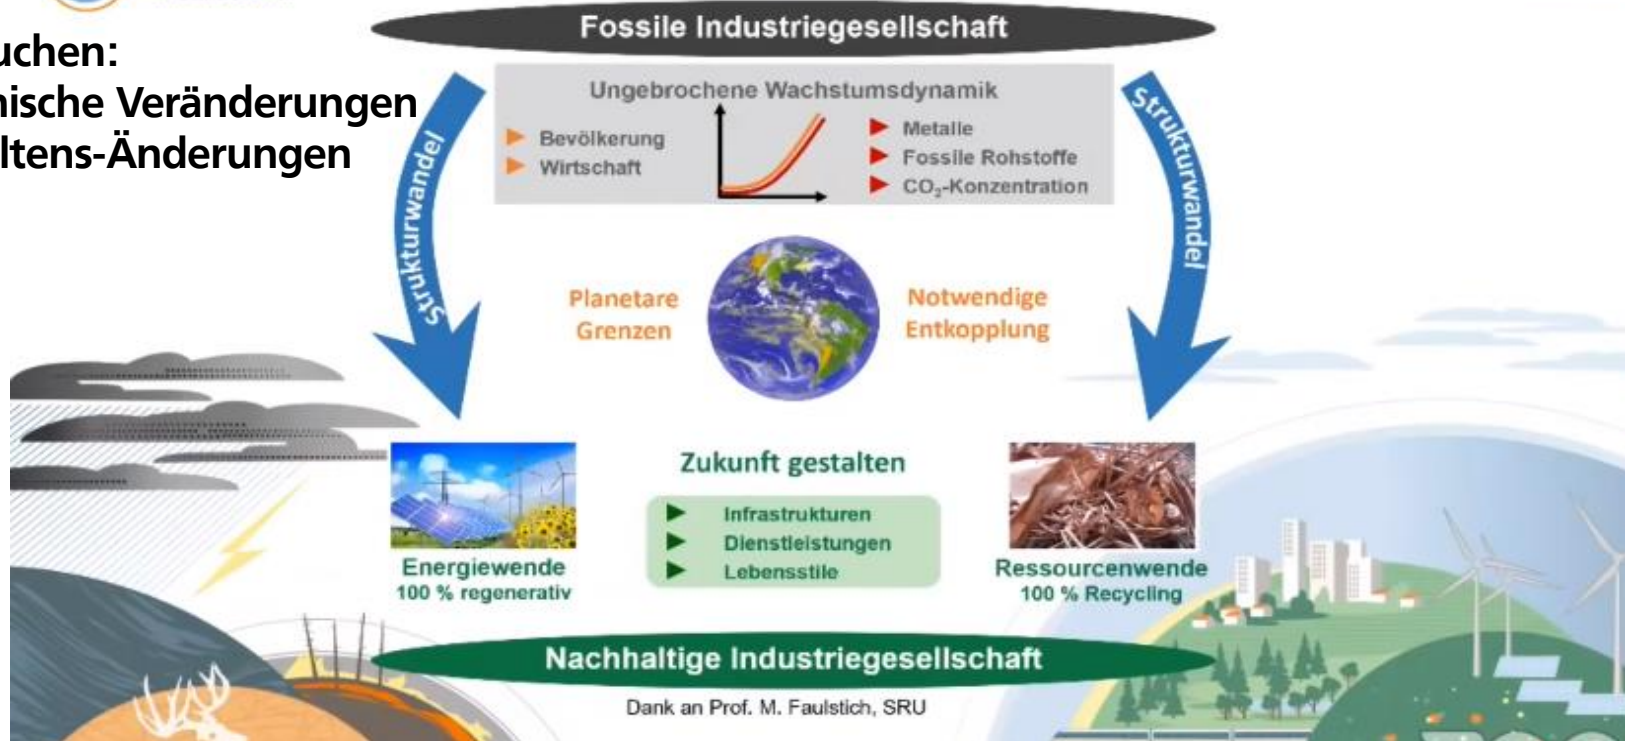 Fossile Industriegesellschaft
uchen:
nische Veränderungen
ltens-Änderungen
Strukturwandel
Ungebrochene Wachstumsdynamik
Bevölkerung
Wirtschaft
Metalle
Fossile Rohstoffe
CO₂-Konzentration
Strukturwandel
Planetare
Grenzen
Notwendige
Entkopplung
Zukunft gestalten
Infrastrukturen
Dienstleistungen
Lebensstile
Energiewende
100 % regenerativ
Ressourcenwende
100 % Recycling
Nachhaltige Industriegesellschaft
Dank an Prof. M. Faulstich, SRU